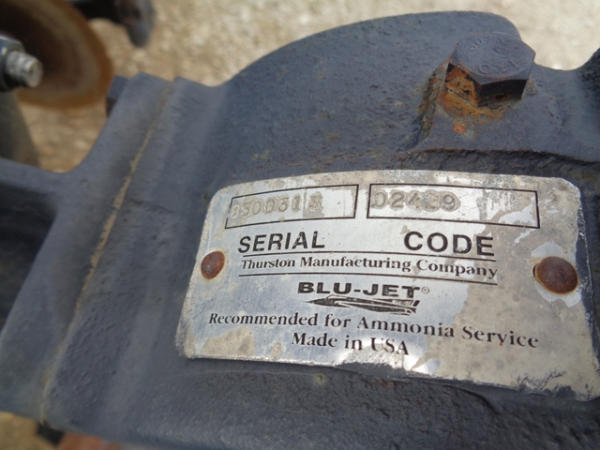 SERIAL CODE
Thurston Manufacturing Company
BLU-JET®
Recommended for Ammonia Service
Made in USA